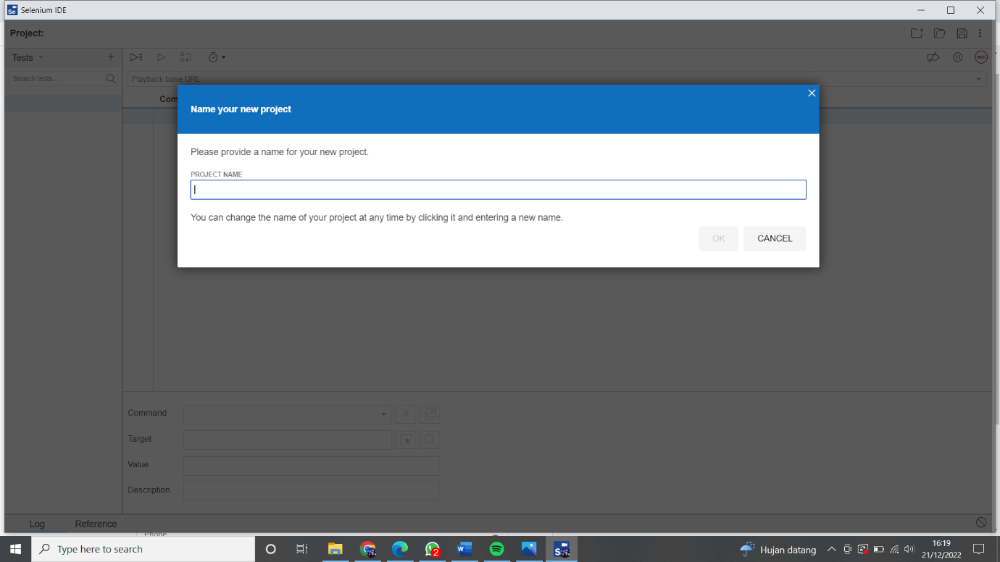 Se Selenium IDE
Project:
Tests
Search tests...
Playback base URL
REC
Com
Name your new project
Please provide a name for your new project.
PROJECT NAME
You can change the name of your project at any time by clicking it and entering a new name.
OK CANCEL
Command
//
Target
Value
Description
Log Reference
Phone
Type here to search
2
W
Hujan datang
16:19
21/12/2022